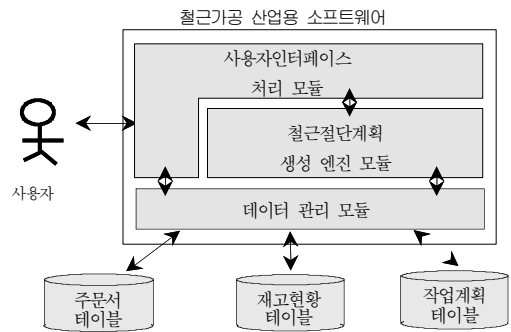 철근가공 산업용 소프트웨어
사용자인터페이스
처리 모듈
철근절단계획
생성 엔진 모듈
사용자
데이터 관리 모듈
주문서
테이블
재고현황
테이블
작업계획
테이블